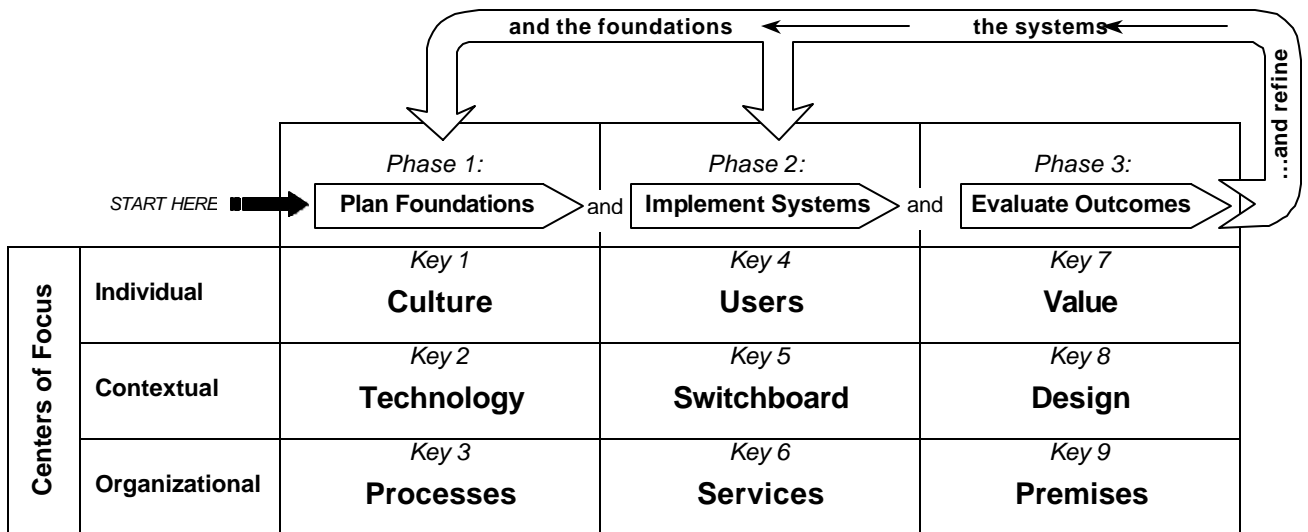 and the foundations
the systems
...and refine
Phase 1:
Phase 2:
Phase 3:
START HERE
Plan Foundations
and
Implement Systems
and
Evaluate Outcomes
Centers of Focus
Individual
Key 1
Culture
Key 4
Users
Key 7
Value
Contextual
Key 2
Technology
Key 5
Switchboard
Key 8
Design
Organizational
Key 3
Processes
Key 6
Services
Key 9
Premises